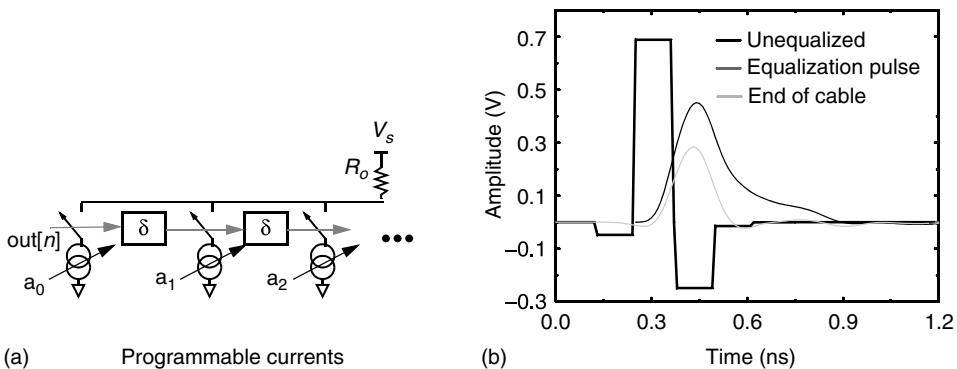 V_s
R_o
δ
δ
out[n]
a_0
a_1
a_2
•••
(a)
Programmable currents
0.7
0.5
0.3
0.1
−0.1
−0.3
Amplitude (V)
Unequalized
Equalization pulse
End of cable
0.0
0.3
0.6
0.9
1.2
(b)
Time (ns)